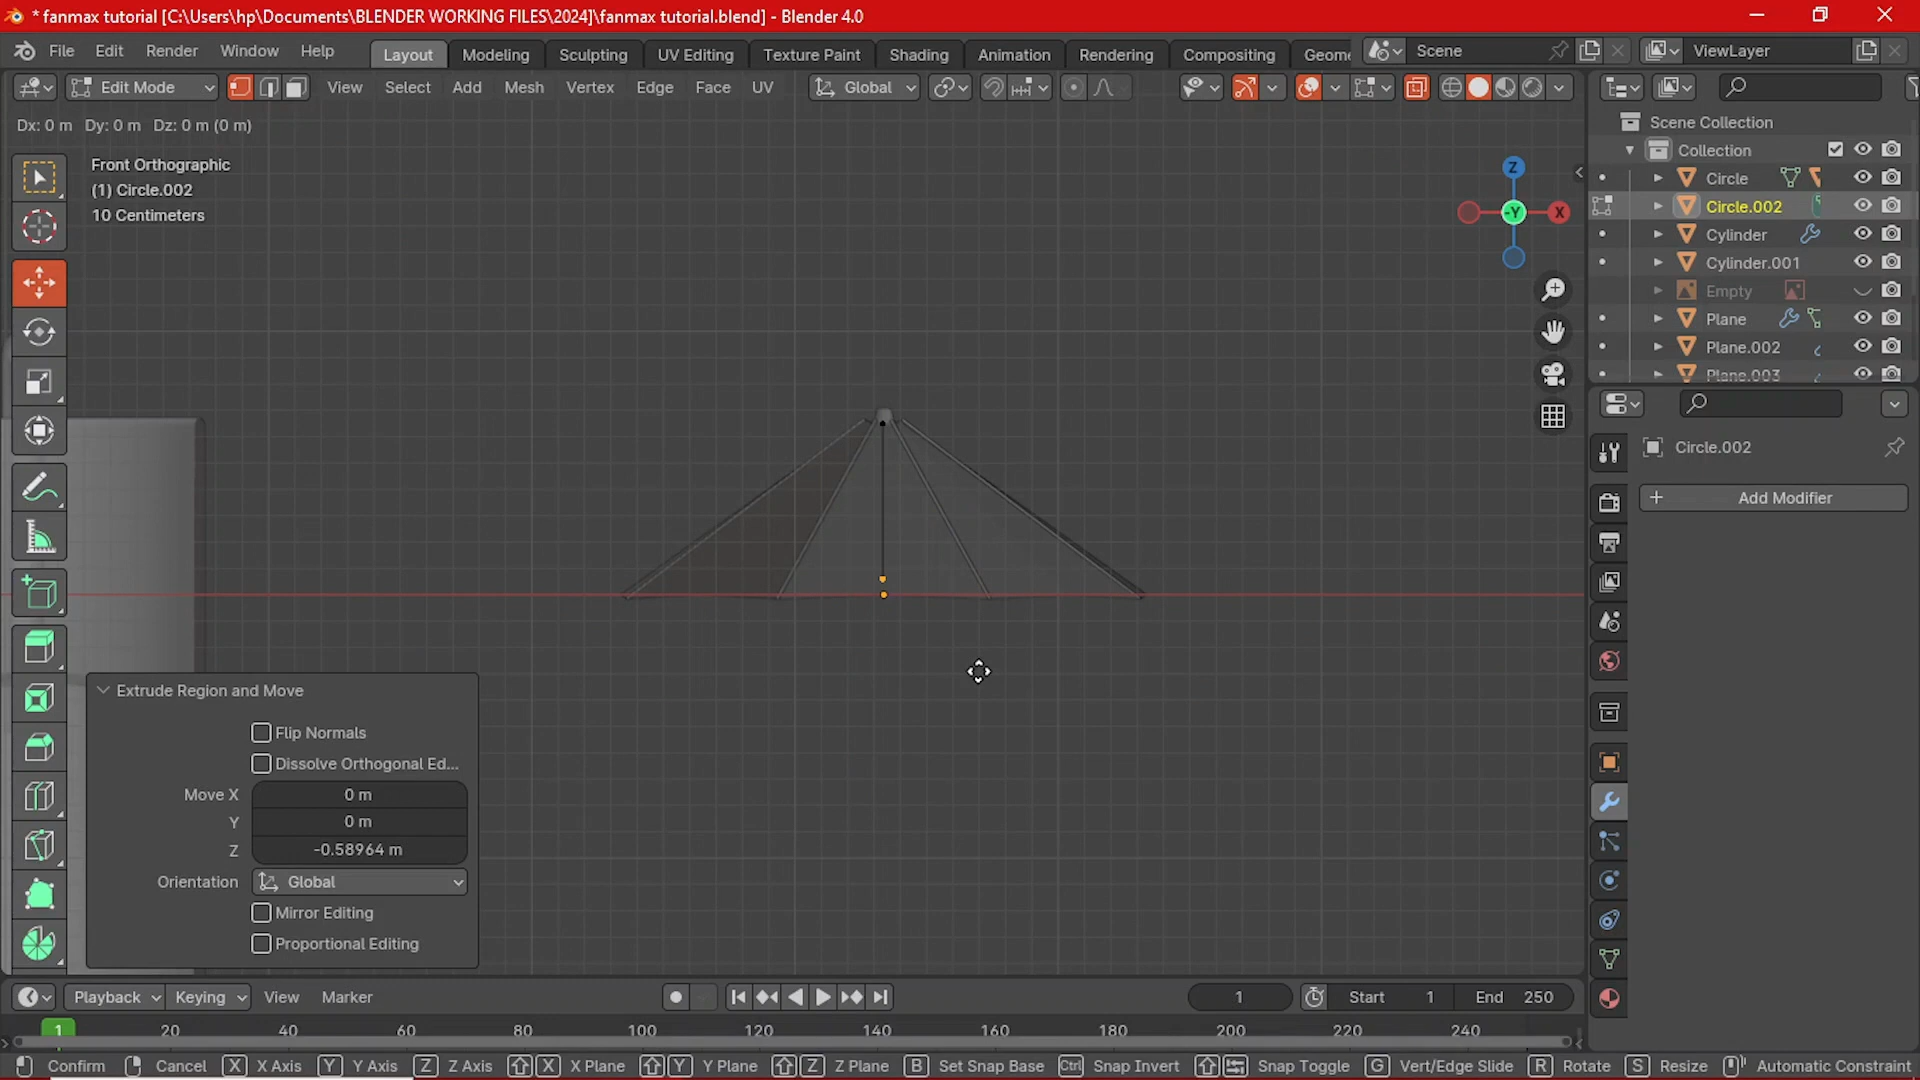 * fanmax tutorial [C:\Users\hp\Documents\BLENDER WORKING FILES\2024]\fanmax tutorial.blend] - Blender 4.0
File Edit Render Window Help Layout Modeling Sculpting UV Editing Texture Paint Shading Animation Rendering Compositing Geome Scene ViewLayer
Edit Mode View Select Add Mesh Vertex Edge Face UV Global
Dx: 0 m Dy: 0 m Dz: 0 m (0 m)
Front Orthographic
(1) Circle.002
10 Centimeters
Z
-Y
X
Scene Collection
Collection
Circle
Circle.002
Cylinder
Cylinder.001
Empty
Plane
Plane.002
Plane.003
Circle.002
+ Add Modifier
Extrude Region and Move
Flip Normals
Dissolve Orthogonal Ed...
Move X 0 m
Y 0 m
Z -0.58964 m
Orientation Global
Mirror Editing
Proportional Editing
Playback Keying View Marker 1 Start 1 End 250
1 20 40 60 80 100 120 140 160 180 200 220 240
Confirm Cancel X X Axis Y Y Axis Z Z Axis X X Plane Y Y Plane Z Z Plane B Set Snap Base Ctrl Snap Invert Snap Toggle G Vert/Edge Slide R Rotate S Resize Automatic Constraint